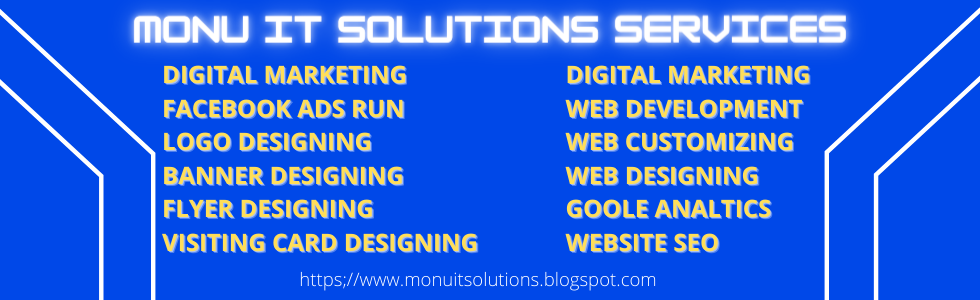 MONU IT SOLUTIONS SERVICES
DIGITAL MARKETING
FACEBOOK ADS RUN
LOGO DESIGNING
BANNER DESIGNING
FLYER DESIGNING
VISITING CARD DESIGNING
DIGITAL MARKETING
WEB DEVELOPMENT
WEB CUSTOMIZING
WEB DESIGNING
GOOLE ANALTICS
WEBSITE SEO
https;//www.monuitsolutions.blogspot.com